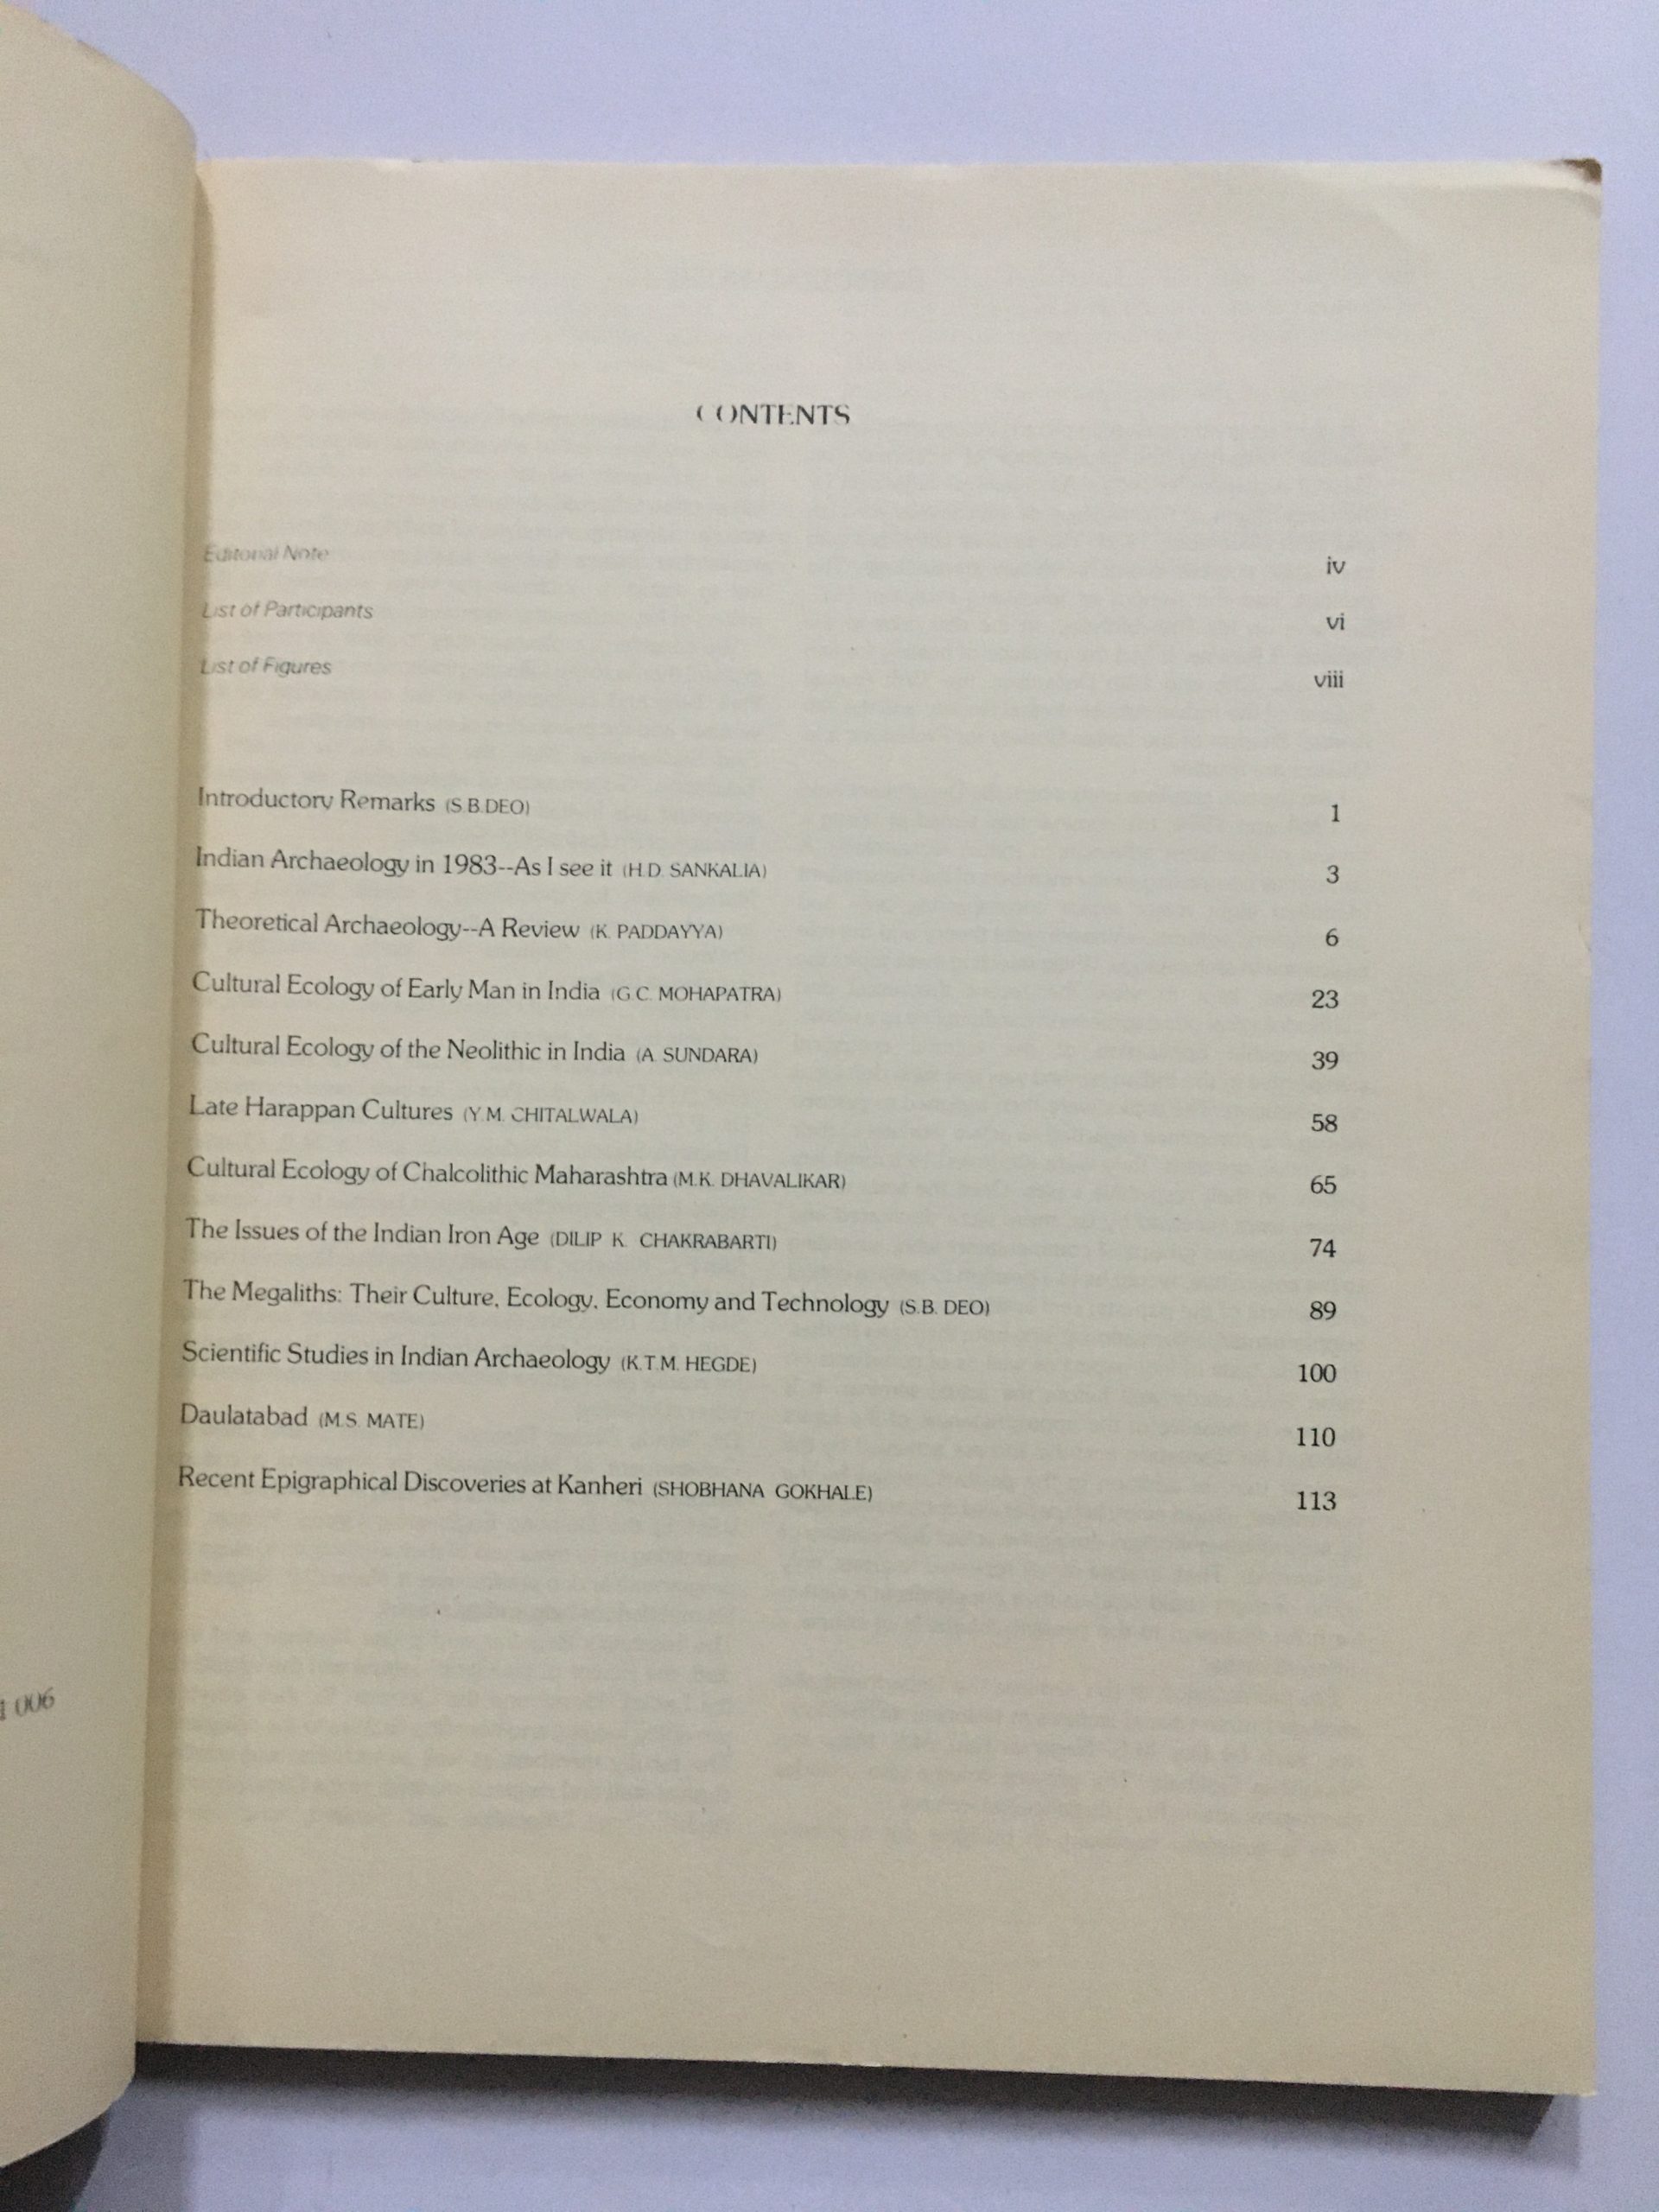 CONTENTS
Editorial Note iv
List of Participants vi
List of Figures viii
Introductory Remarks (S.B.DEO) 1
Indian Archaeology in 1983--As I see it (H.D. SANKALIA) 3
Theoretical Archaeology--A Review (K. PADDAYYA) 6
Cultural Ecology of Early Man in India (G.C. MOHAPATRA) 23
Cultural Ecology of the Neolithic in India (A. SUNDARA) 39
Late Harappan Cultures (Y.M. CHITALWALA) 58
Cultural Ecology of Chalcolithic Maharashtra (M.K. DHAVALIKAR) 65
The Issues of the Indian Iron Age (DILIP K. CHAKRABARTI) 74
The Megaliths: Their Culture, Ecology, Economy and Technology (S.B. DEO) 89
Scientific Studies in Indian Archaeology (K.T.M. HEGDE) 100
Daulatabad (M.S. MATE) 110
Recent Epigraphical Discoveries at Kanheri (SHOBHANA GOKHALE) 113
006